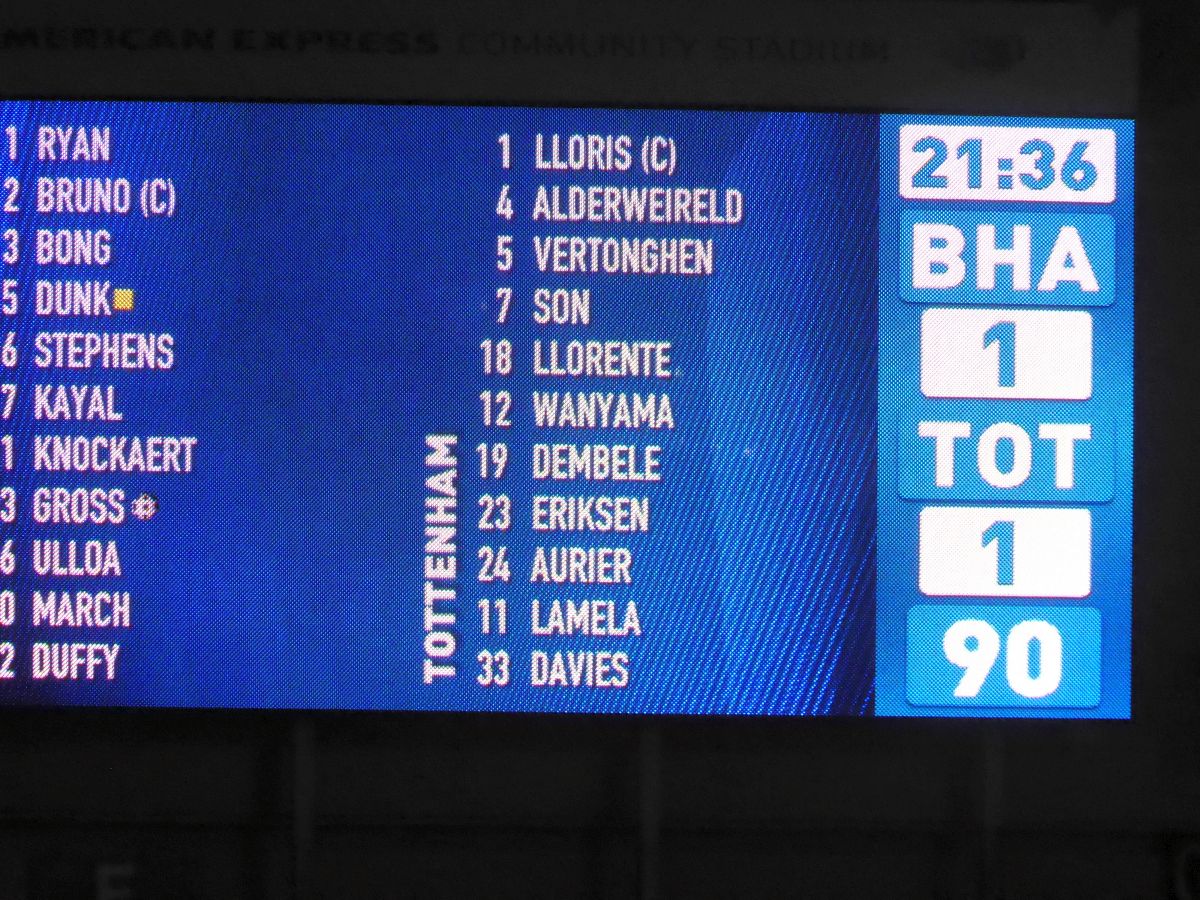 AMERICAN EXPRESS COMMUNITY STADIUM
1 RYAN
2 BRUNO (C)
3 BONG
5 DUNK
6 STEPHENS
7 KAYAL
1 KNOCKAERT
3 GROSS
6 ULLOA
0 MARCH
2 DUFFY
TOTTENHAM
1 LLORIS (C)
4 ALDERWEIRELD
5 VERTONGHEN
7 SON
18 LLORENTE
12 WANYAMA
19 DEMBELE
23 ERIKSEN
24 AURIER
11 LAMELA
33 DAVIES
21:36
BHA
1
TOT
1
90
E